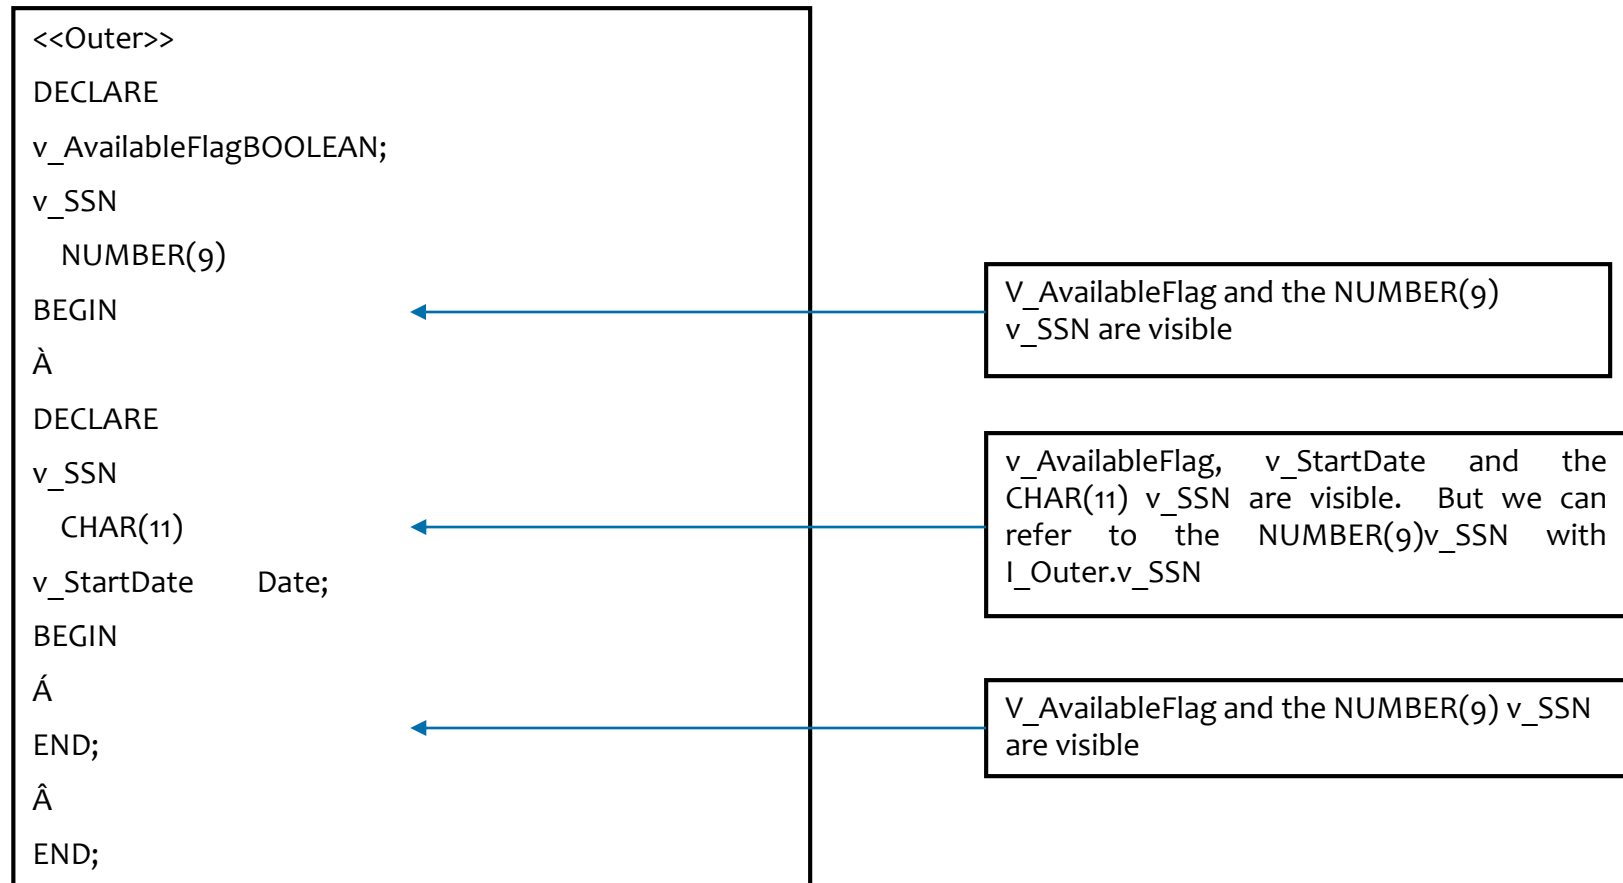 <<Outer>>
DECLARE
v_AvailableFlagBOOLEAN;
v_SSN
NUMBER(9)
BEGIN
À
DECLARE
v_SSN
CHAR(11)
v_StartDate Date;
BEGIN
Á
END;
Â
END;
V_AvailableFlag and the NUMBER(9)
v_SSN are visible
v_AvailableFlag, v_StartDate and the
CHAR(11) v_SSN are visible. But we can
refer to the NUMBER(9)v_SSN with
I_Outer.v_SSN
V_AvailableFlag and the NUMBER(9) v_SSN
are visible